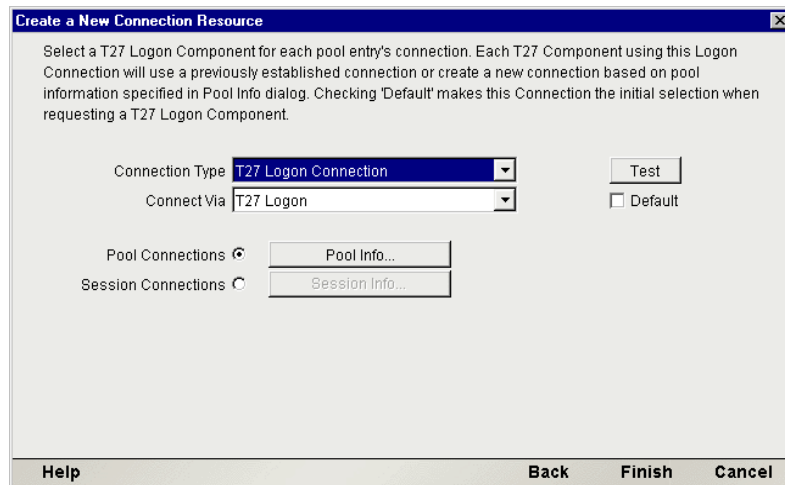 Create a New Connection Resource
Select a T27 Logon Component for each pool entry's connection. Each T27 Component using this Logon
Connection will use a previously established connection or create a new connection based on pool
information specified in Pool Info dialog. Checking 'Default' makes this Connection the initial selection when
requesting a T27 Logon Component.
Connection Type T27 Logon Connection Test
Connect Via T27 Logon Default
Pool Connections Pool Info...
Session Connections Session Info...
Help Back Finish Cancel